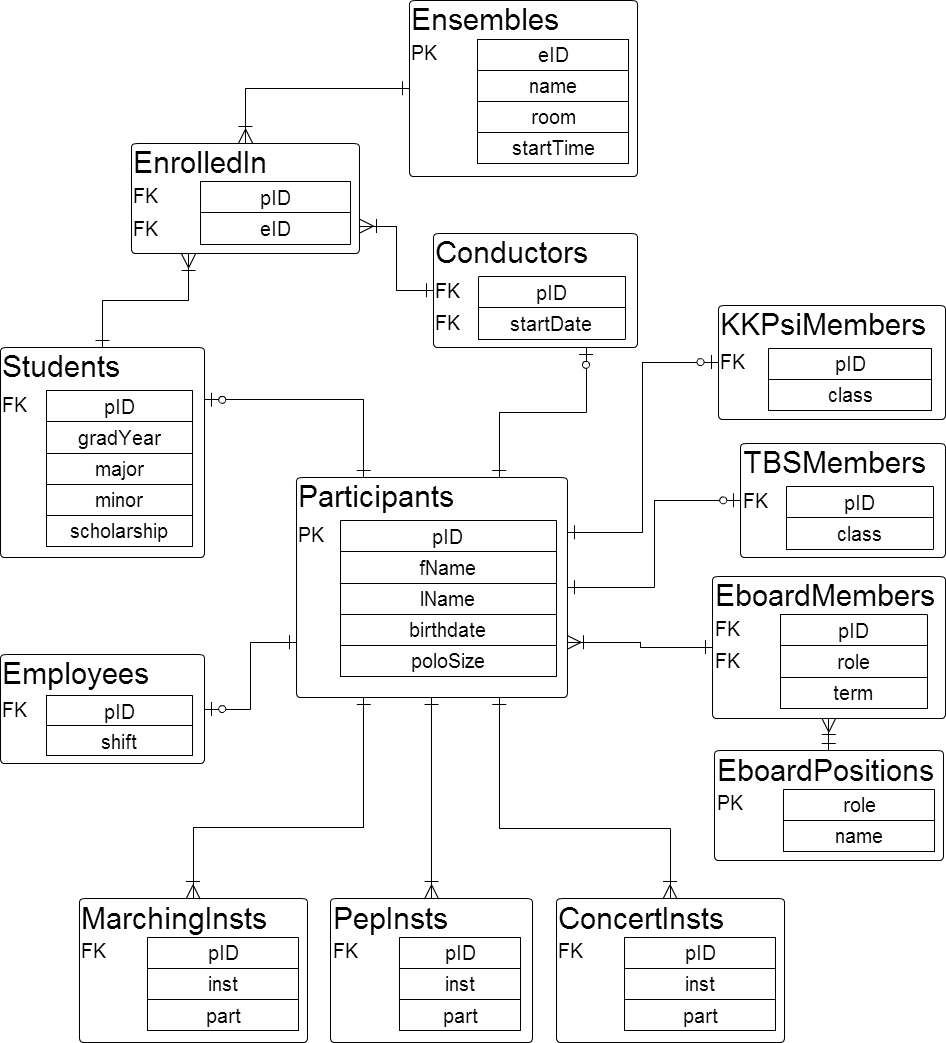 Ensembles
PK eID
name
room
startTime
EnrolledIn
FK pID
FK eID
Conductors
FK pID
FK startDate
KKPsiMembers
FK pID
class
Students
FK pID
gradYear
major
minor
scholarship
TBSMembers
FK pID
class
Participants
PK pID
fName
lName
birthdate
poloSize
EboardMembers
FK pID
FK role
term
Employees
FK pID
shift
EboardPositions
PK role
name
MarchingInsts
FK pID
inst
part
PepInsts
FK pID
inst
part
ConcertInsts
FK pID
inst
part